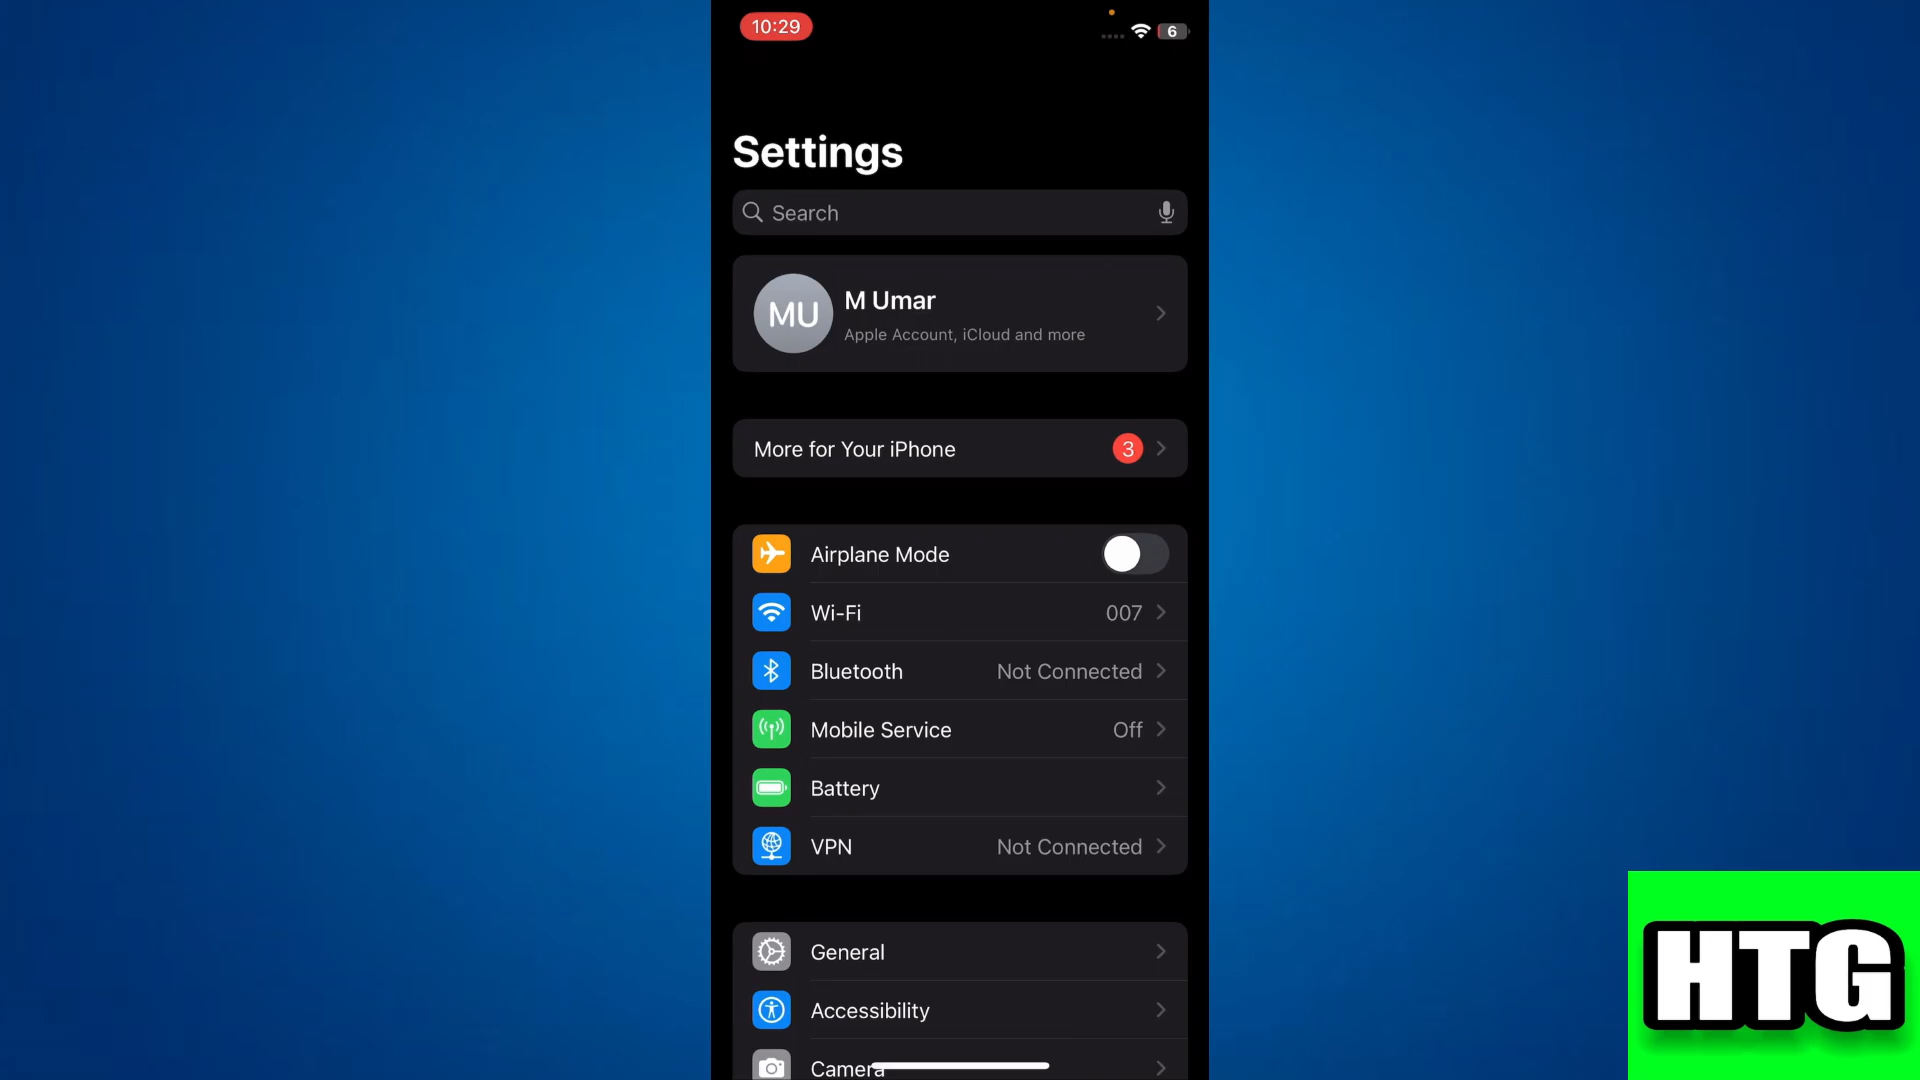 10:29
6
Settings
Search
MU
M Umar
Apple Account, iCloud and more
More for Your iPhone 3
Airplane Mode
Wi-Fi 007
Bluetooth Not Connected
Mobile Service Off
Battery
VPN Not Connected
General
Accessibility
Camera
HTG